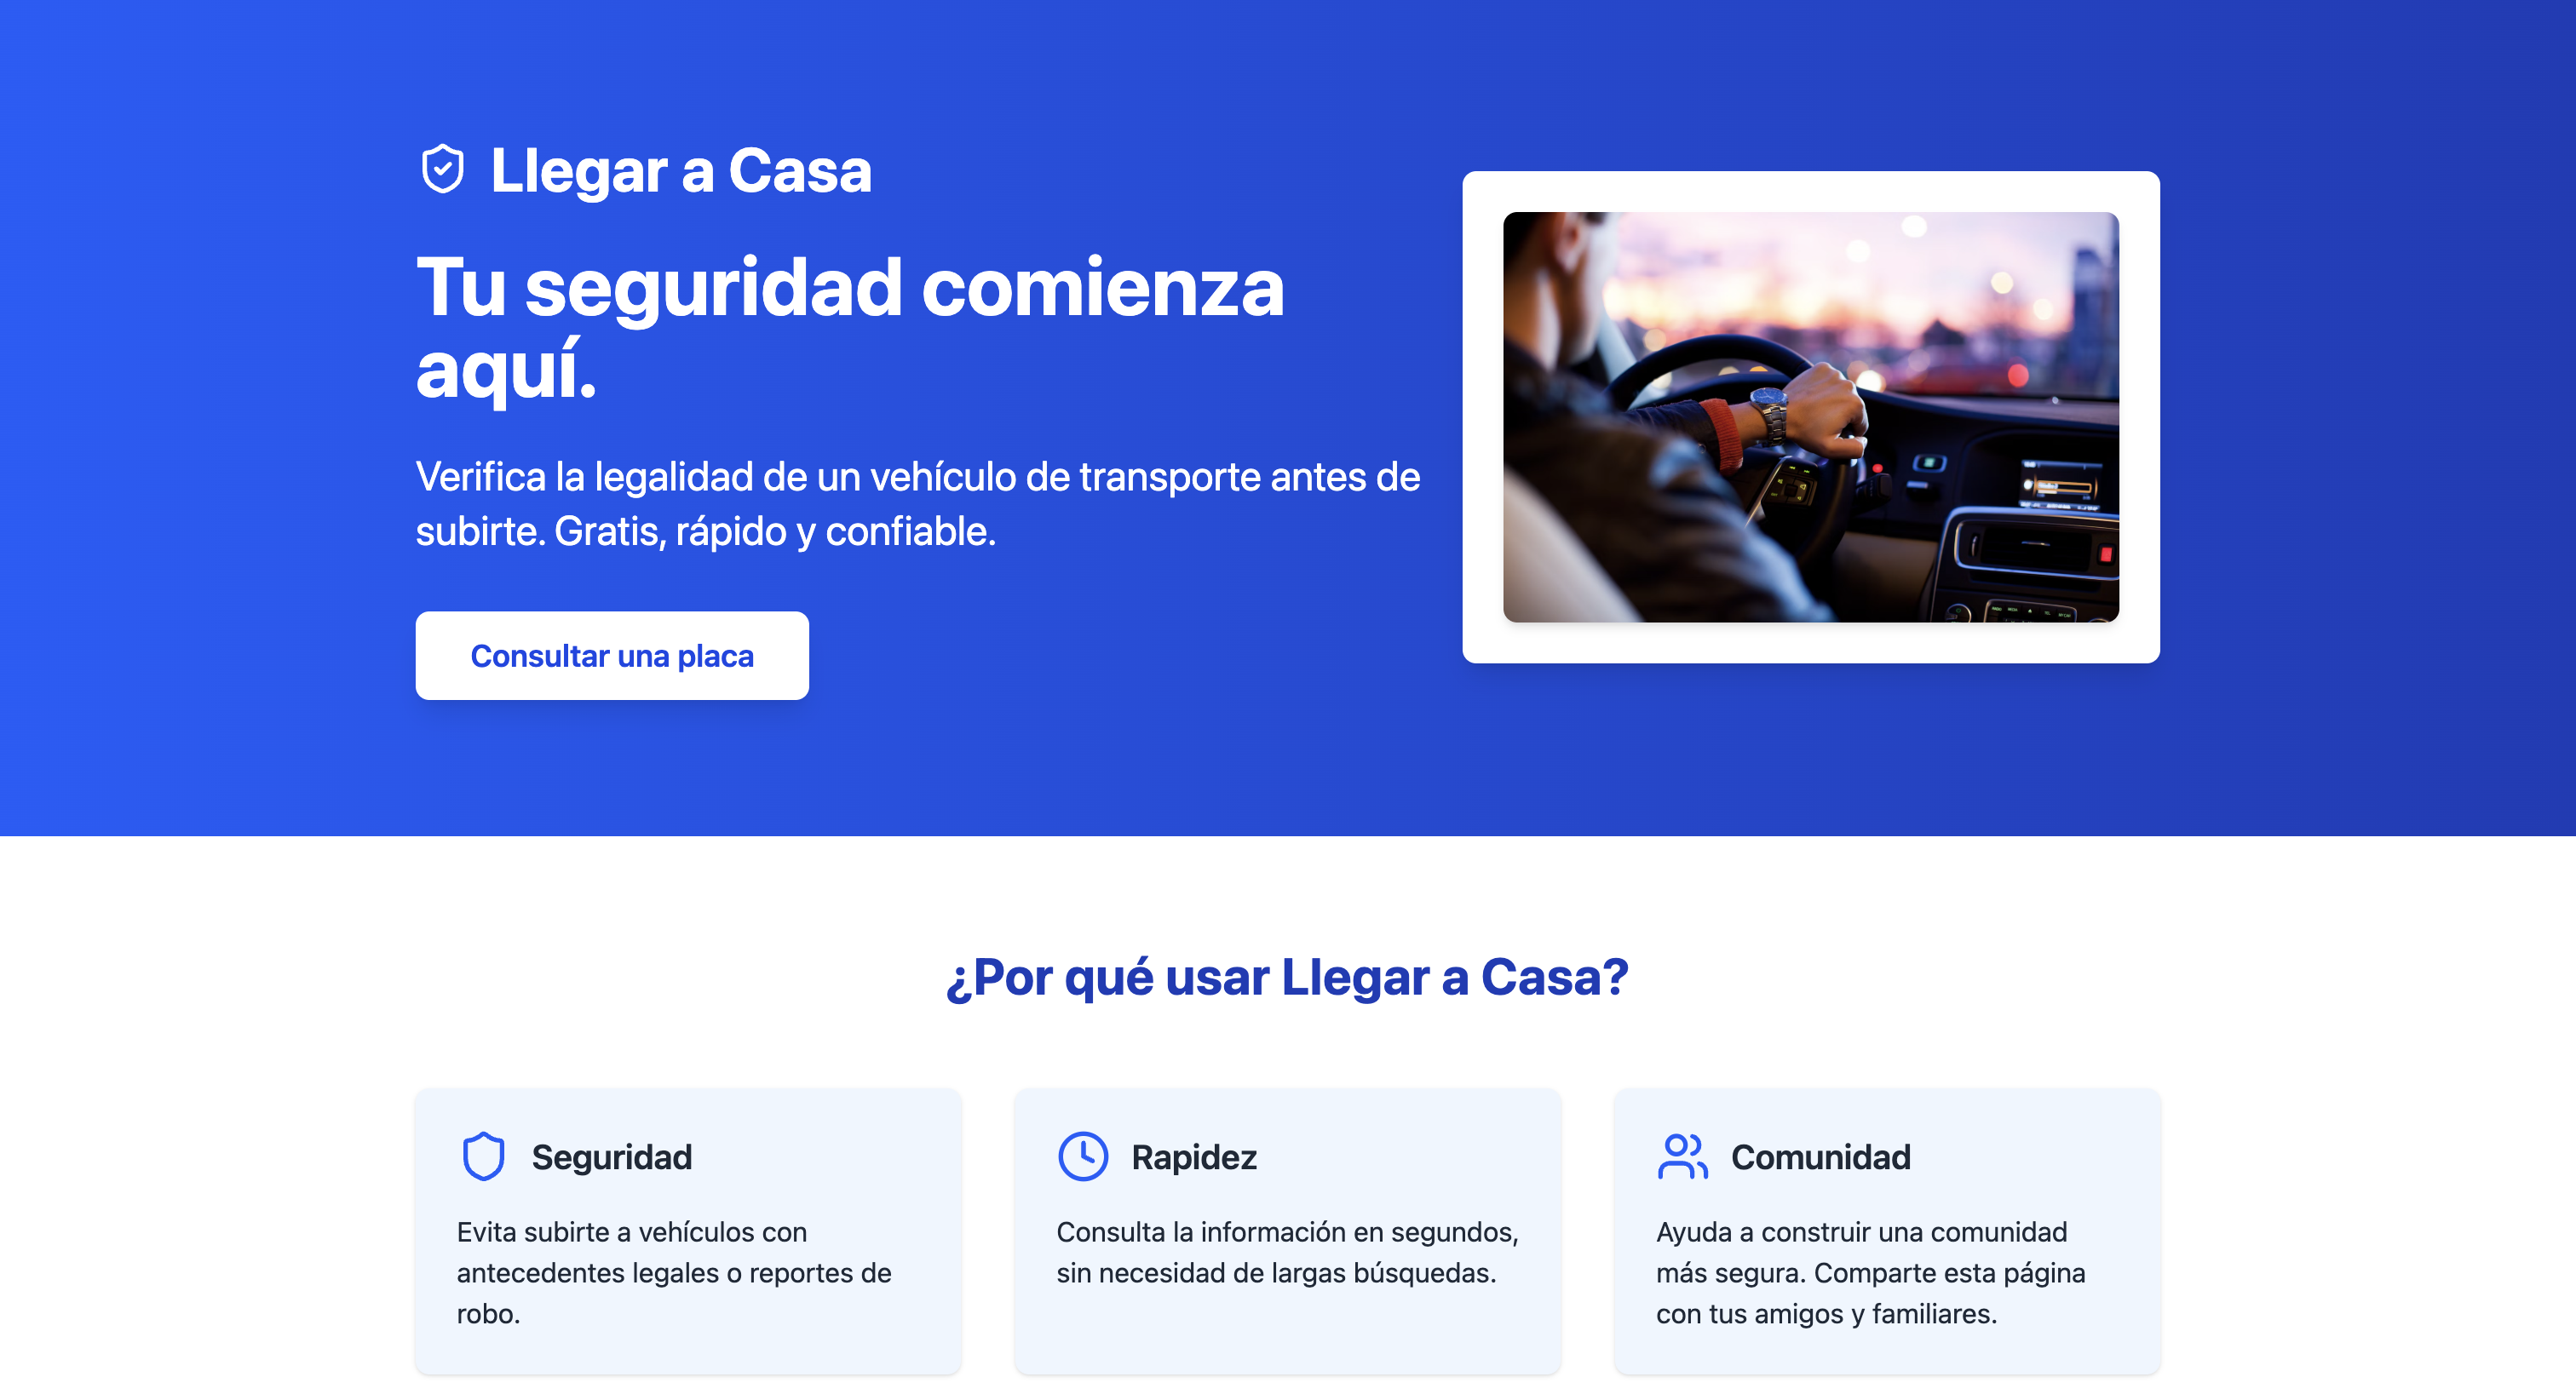 Llegar a Casa
Tu seguridad comienza
aquí.
Verifica la legalidad de un vehículo de transporte antes de
subirte. Gratis, rápido y confiable.
Consultar una placa
¿Por qué usar Llegar a Casa?
Seguridad
Evita subirte a vehículos con
antecedentes legales o reportes de
robo.
Rapidez
Consulta la información en segundos,
sin necesidad de largas búsquedas.
Comunidad
Ayuda a construir una comunidad
más segura. Comparte esta página
con tus amigos y familiares.